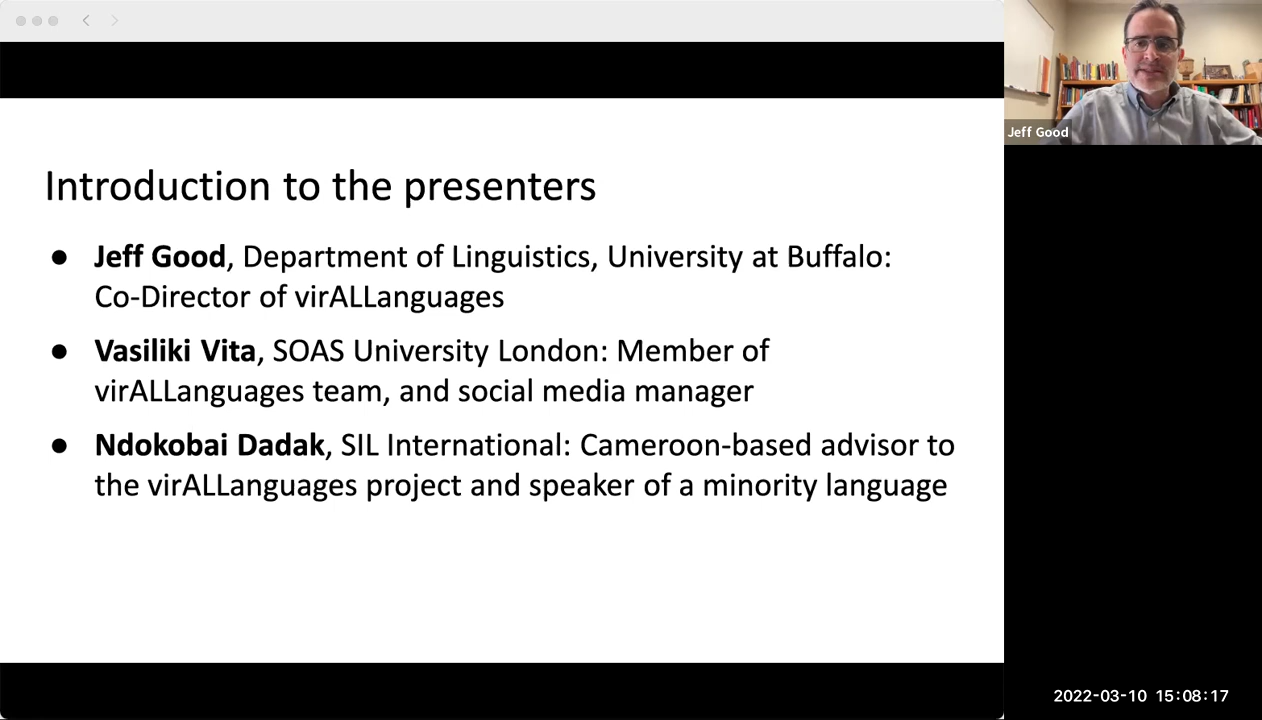 Introduction to the presenters
● Jeff Good, Department of Linguistics, University at Buffalo:
Co-Director of virALLanguages
● Vasiliki Vita, SOAS University London: Member of
virALLanguages team, and social media manager
● Ndokobai Dadak, SIL International: Cameroon-based advisor to
the virALLanguages project and speaker of a minority language
Jeff Good
2022-03-10 15:08:17